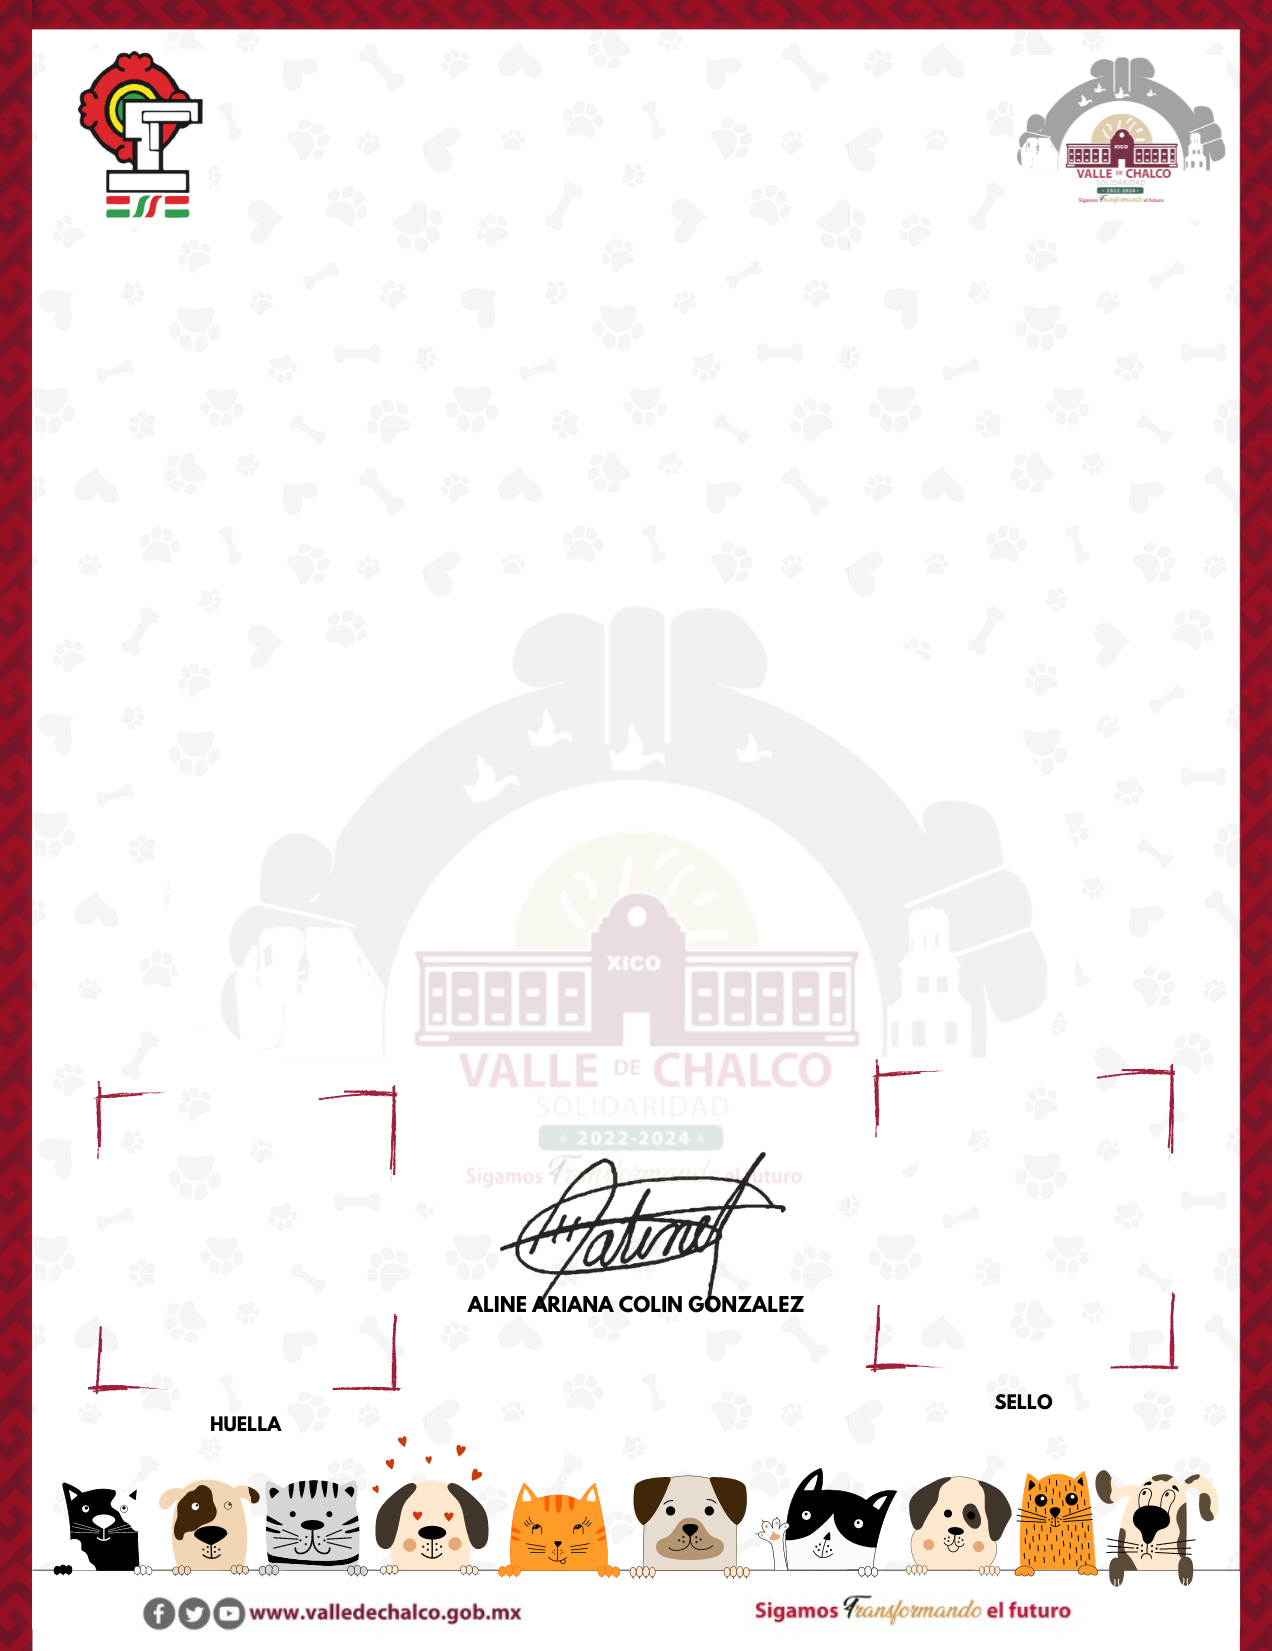 XICO
VALLE DE CHALCO
SOLIDARIDAD
• 2022-2024 •
Sigamos Transformando el futuro
XICO
VALLE DE CHALCO
SOLIDARIDAD
• 2022-2024 •
Sigamos Transformando el futuro
ALINE ARIANA COLIN GONZALEZ
SELLO
HUELLA
www.valledechalco.gob.mx
Sigamos Transformando el futuro